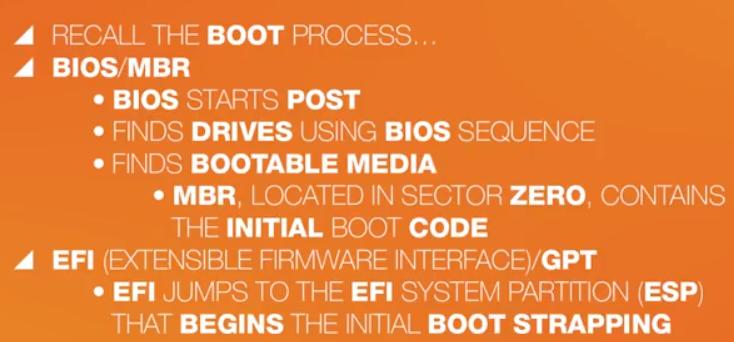 RECALL THE BOOT PROCESS...
BIOS/MBR
• BIOS STARTS POST
• FINDS DRIVES USING BIOS SEQUENCE
• FINDS BOOTABLE MEDIA
• MBR, LOCATED IN SECTOR ZERO, CONTAINS
THE INITIAL BOOT CODE
EFI (EXTENSIBLE FIRMWARE INTERFACE)/GPT
• EFI JUMPS TO THE EFI SYSTEM PARTITION (ESP)
THAT BEGINS THE INITIAL BOOT STRAPPING